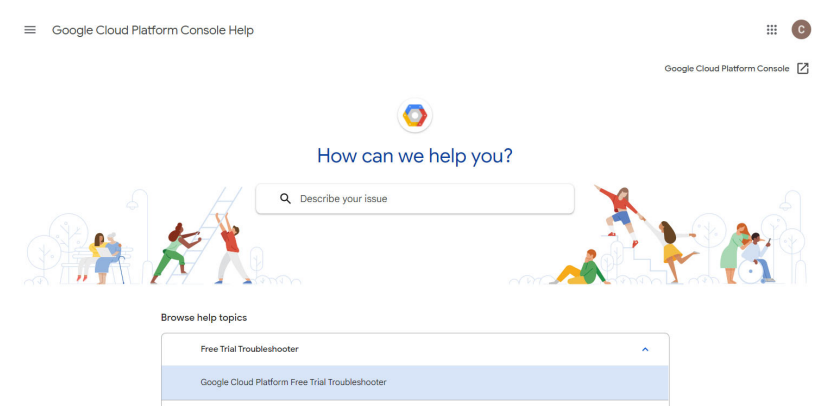 Google Cloud Platform Console Help
C
Google Cloud Platform Console
How can we help you?
Describe your issue
Browse help topics
Free Trial Troubleshooter
Google Cloud Platform Free Trial Troubleshooter